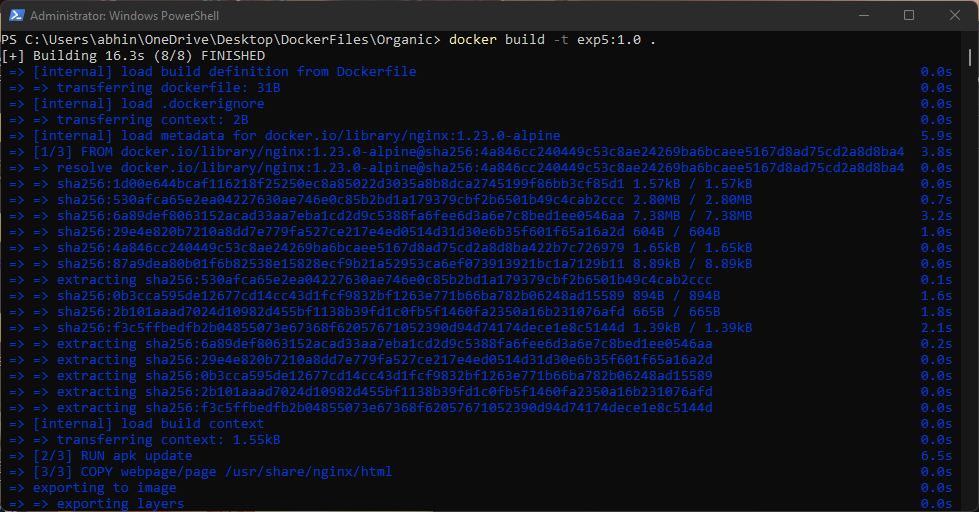 Administrator: Windows PowerShell
PS C:\Users\abhin\OneDrive\Desktop\DockerFiles\Organic> docker build -t exp5:1.0 .
[+] Building 16.3s (8/8) FINISHED
=> [internal] load build definition from Dockerfile 0.0s
=> => transferring dockerfile: 31B 0.0s
=> [internal] load .dockerignore 0.0s
=> => transferring context: 2B 0.0s
=> [internal] load metadata for docker.io/library/nginx:1.23.0-alpine 5.9s
=> [1/3] FROM docker.io/library/nginx:1.23.0-alpine@sha256:4a846cc240449c53c8ae24269ba6bcaee5167d8ad75cd2a8d8ba4 3.8s
=> => resolve docker.io/library/nginx:1.23.0-alpine@sha256:4a846cc240449c53c8ae24269ba6bcaee5167d8ad75cd2a8d8ba4 0.0s
=> => sha256:1d00e644bcaf116218f25250ec8a85022d3035a8b8dca2745199f86bb3cf85d1 1.57kB / 1.57kB 0.0s
=> => sha256:530afca65e2ea04227630ae746e0c85b2bd1a179379cbf2b6501b49c4cab2ccc 2.80MB / 2.80MB 0.7s
=> => sha256:6a89def8063152acad33aa7eba1cd2d9c5388fa6fee6d3a6e7c8bed1ee0546aa 7.38MB / 7.38MB 3.2s
=> => sha256:29e4e820b7210a8dd7e779fa527ce217e4ed0514d31d30e6b35f601f65a16a2d 604B / 604B 1.0s
=> => sha256:4a846cc240449c53c8ae24269ba6bcaee5167d8ad75cd2a8d8ba422b7c726979 1.65kB / 1.65kB 0.0s
=> => sha256:87a9dea80b01f6b82538e15828ecf9b21a52953ca6ef073913921bc1a7129b11 8.89kB / 8.89kB 0.0s
=> => extracting sha256:530afca65e2ea04227630ae746e0c85b2bd1a179379cbf2b6501b49c4cab2ccc 0.1s
=> => sha256:0b3cca595de12677cd14cc43d1fcf9832bf1263e771b66ba782b06248ad15589 894B / 894B 1.6s
=> => sha256:2b101aaad7024d10982d455bf1138b39fd1c0fb5f1460fa2350a16b231076afd 665B / 665B 1.8s
=> => sha256:f3c5ffbedfb2b04855073e67368f62057671052390d94d74174dece1e8c5144d 1.39kB / 1.39kB 2.1s
=> => extracting sha256:6a89def8063152acad33aa7eba1cd2d9c5388fa6fee6d3a6e7c8bed1ee0546aa 0.2s
=> => extracting sha256:29e4e820b7210a8dd7e779fa527ce217e4ed0514d31d30e6b35f601f65a16a2d 0.0s
=> => extracting sha256:0b3cca595de12677cd14cc43d1fcf9832bf1263e771b66ba782b06248ad15589 0.0s
=> => extracting sha256:2b101aaad7024d10982d455bf1138b39fd1c0fb5f1460fa2350a16b231076afd 0.0s
=> => extracting sha256:f3c5ffbedfb2b04855073e67368f62057671052390d94d74174dece1e8c5144d 0.0s
=> [internal] load build context 0.0s
=> => transferring context: 1.55kB 0.0s
=> [2/3] RUN apk update 6.5s
=> [3/3] COPY webpage/page /usr/share/nginx/html 0.0s
=> exporting to image 0.0s
=> => exporting layers 0.0s